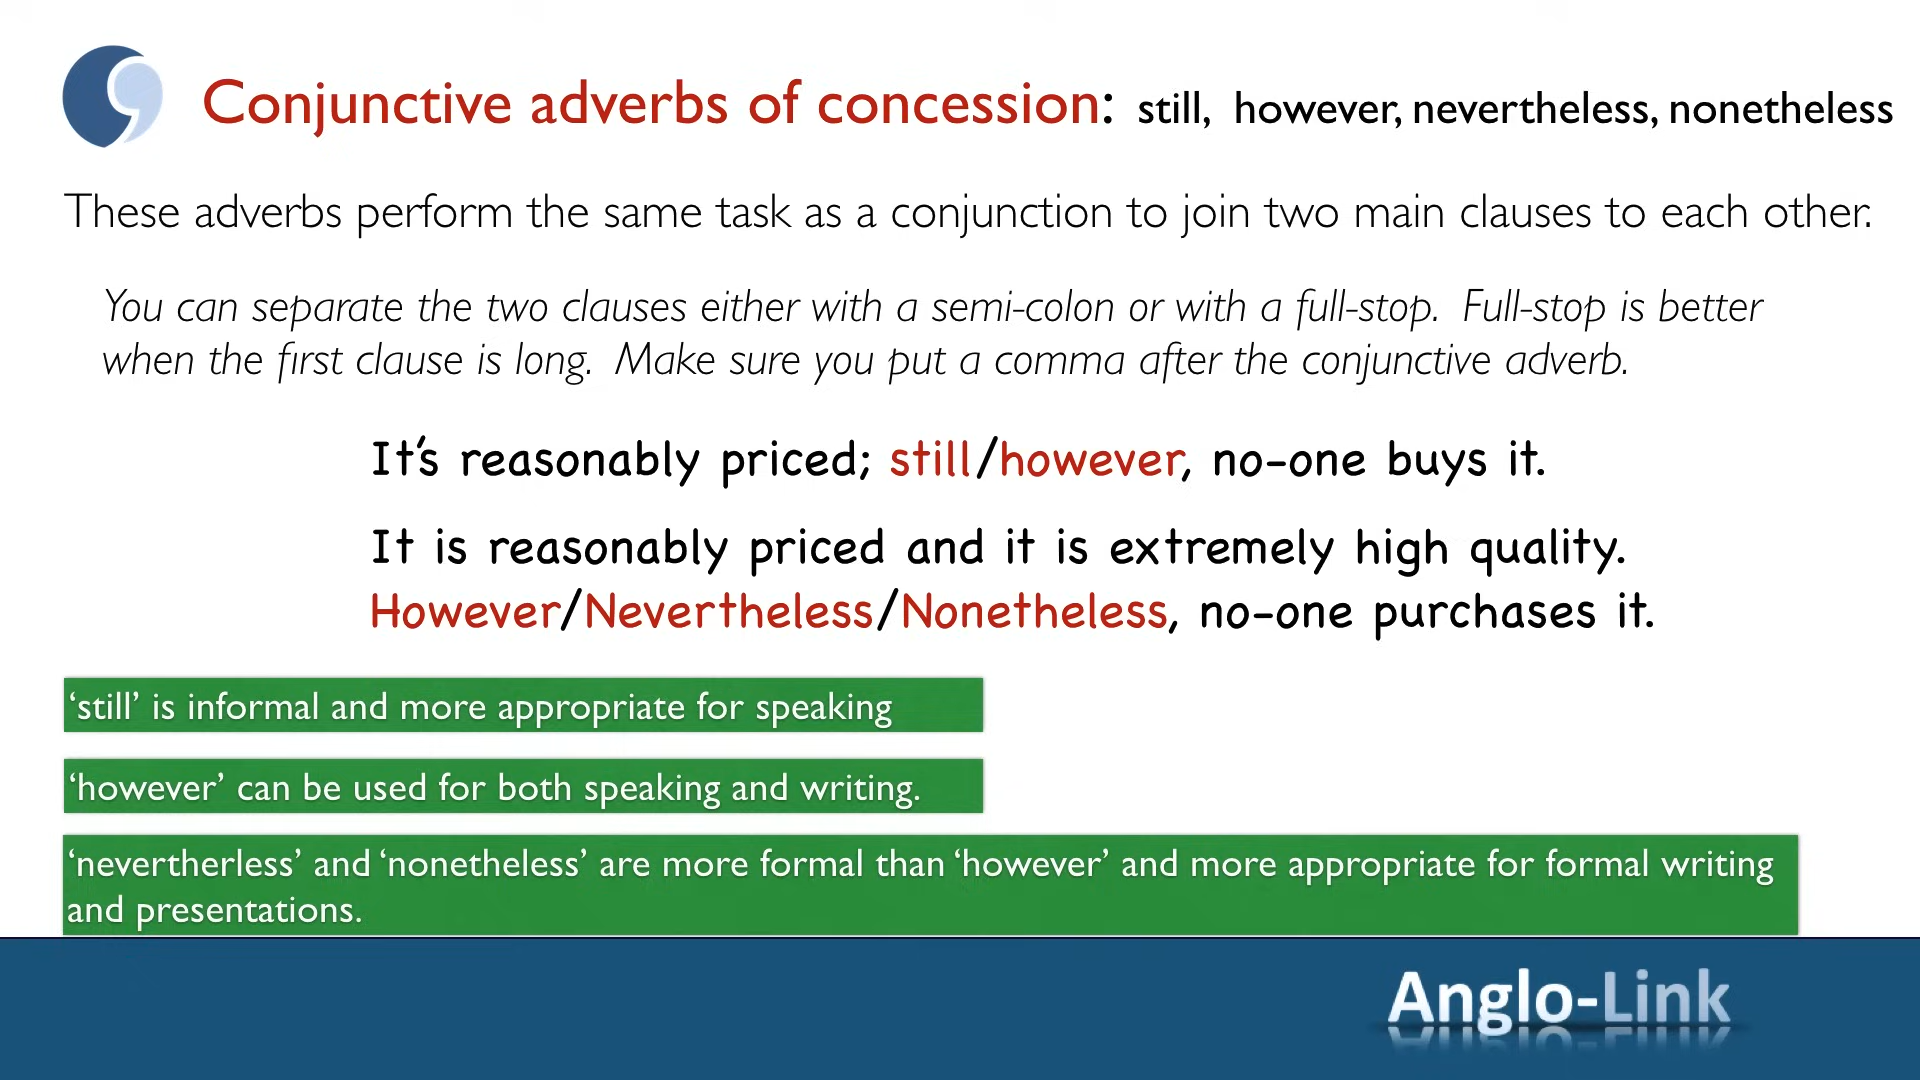 Conjunctive adverbs of concession: still, however, nevertheless, nonetheless
These adverbs perform the same task as a conjunction to join two main clauses to each other.
You can separate the two clauses either with a semi-colon or with a full-stop. Full-stop is better
when the first clause is long. Make sure you put a comma after the conjunctive adverb.
It's reasonably priced; still/however, no-one buys it.
It is reasonably priced and it is extremely high quality.
However/Nevertheless/Nonetheless, no-one purchases it.
‘still’ is informal and more appropriate for speaking
‘however’ can be used for both speaking and writing.
‘nevertherless’ and ‘nonetheless’ are more formal than ‘however’ and more appropriate for formal writing
and presentations.
Anglo-Link